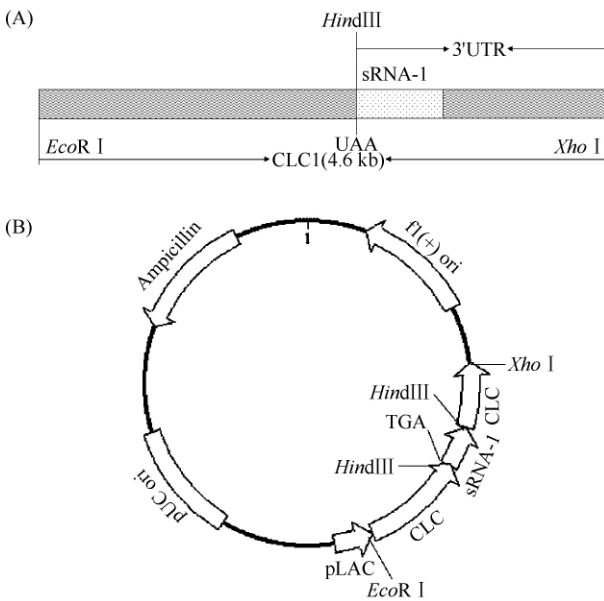 (A)
HindIII
3'UTR
sRNA-1
EcoR I
UAA
Xho I
CLC1(4.6 kb)
(B)
1
Ampicillin
f1(+) ori
Xho I
HindIII
CLC
TGA
sRNA-1
HindIII
CLC
pUC ori
pLAC
EcoR I